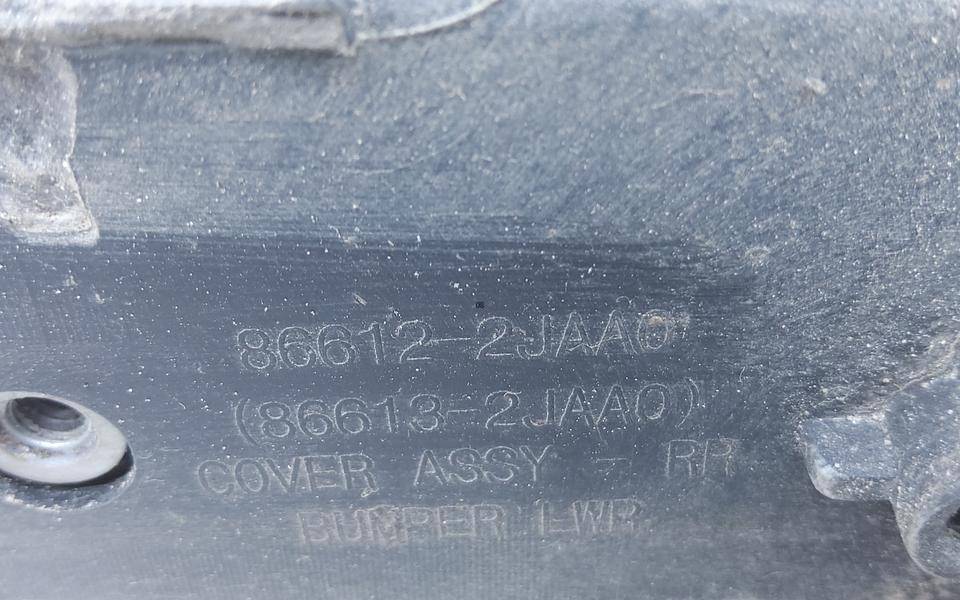 86612-2JAA0
(86613-2JAA0)
COVER ASSY - RR
BUMPER LWR